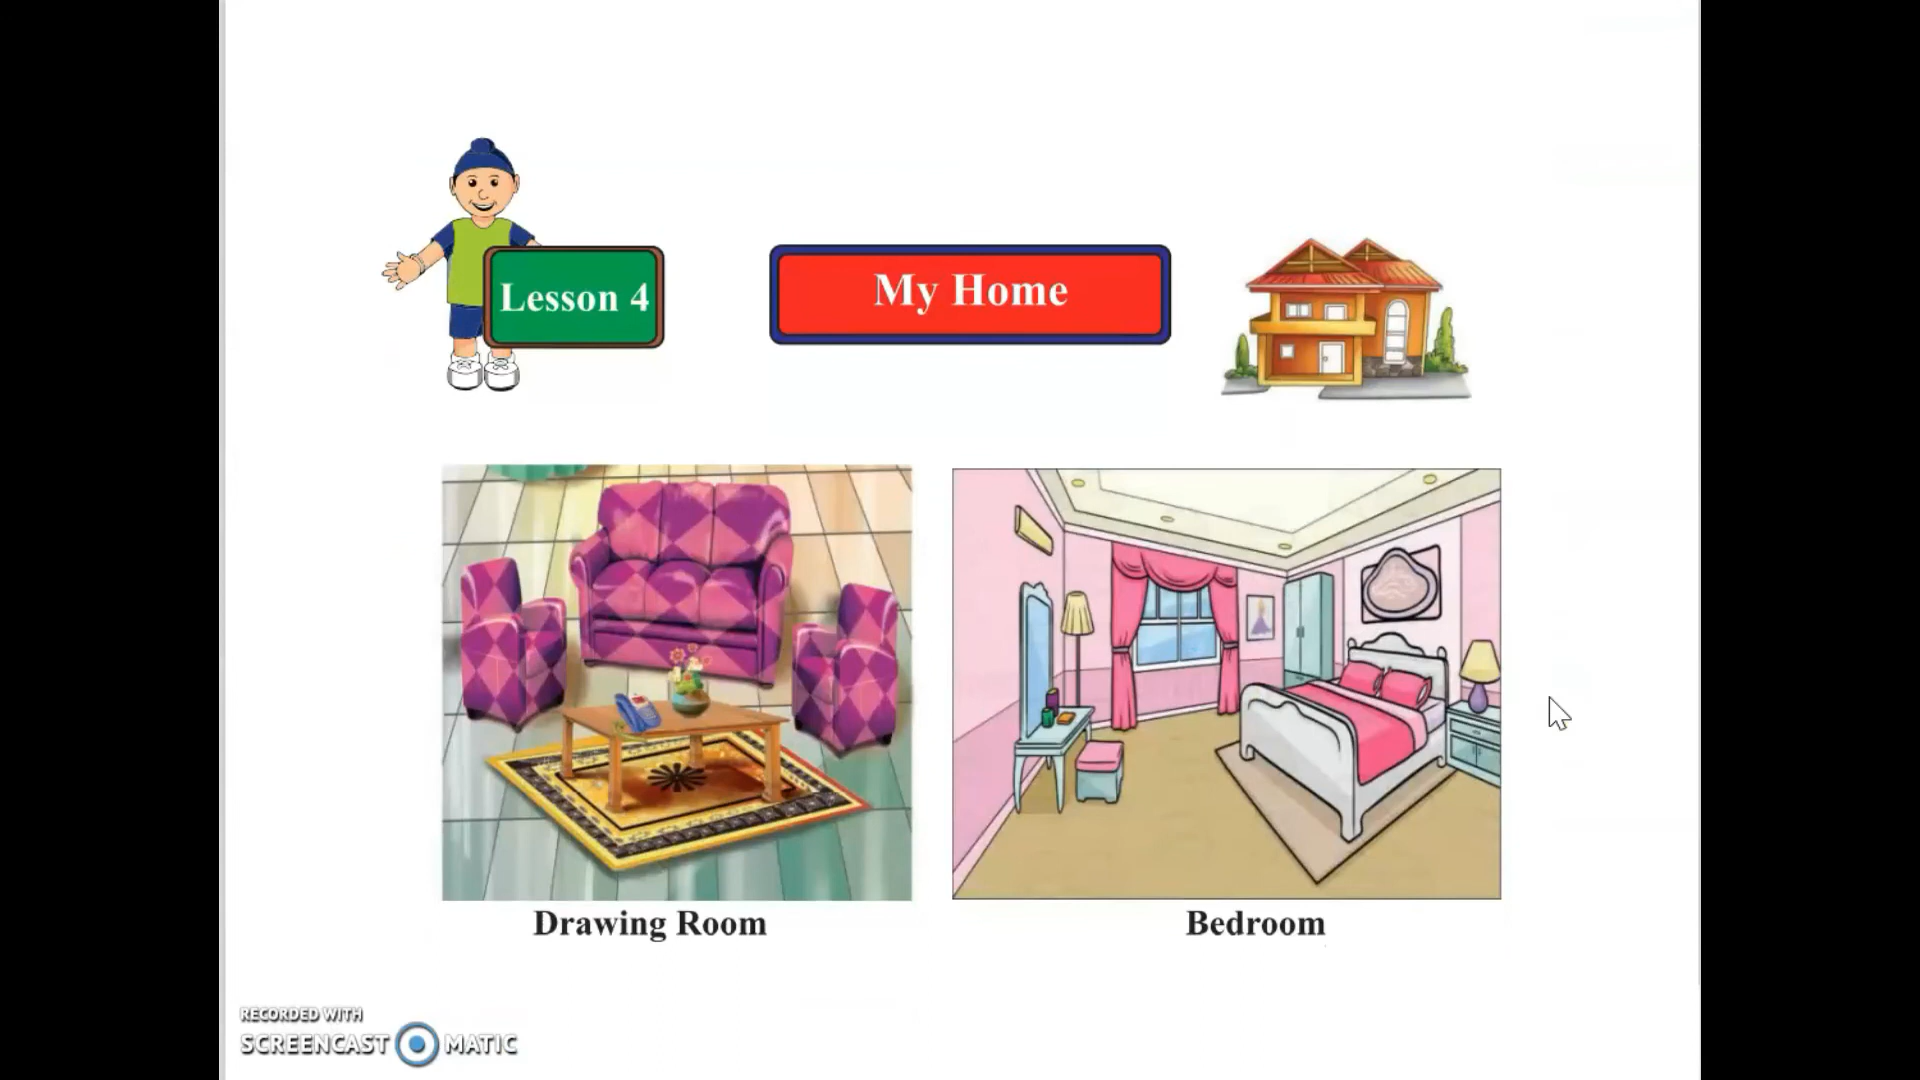 Lesson 4
My Home
Drawing Room
Bedroom
RECORDED WITH
SCREENCAST MATIC